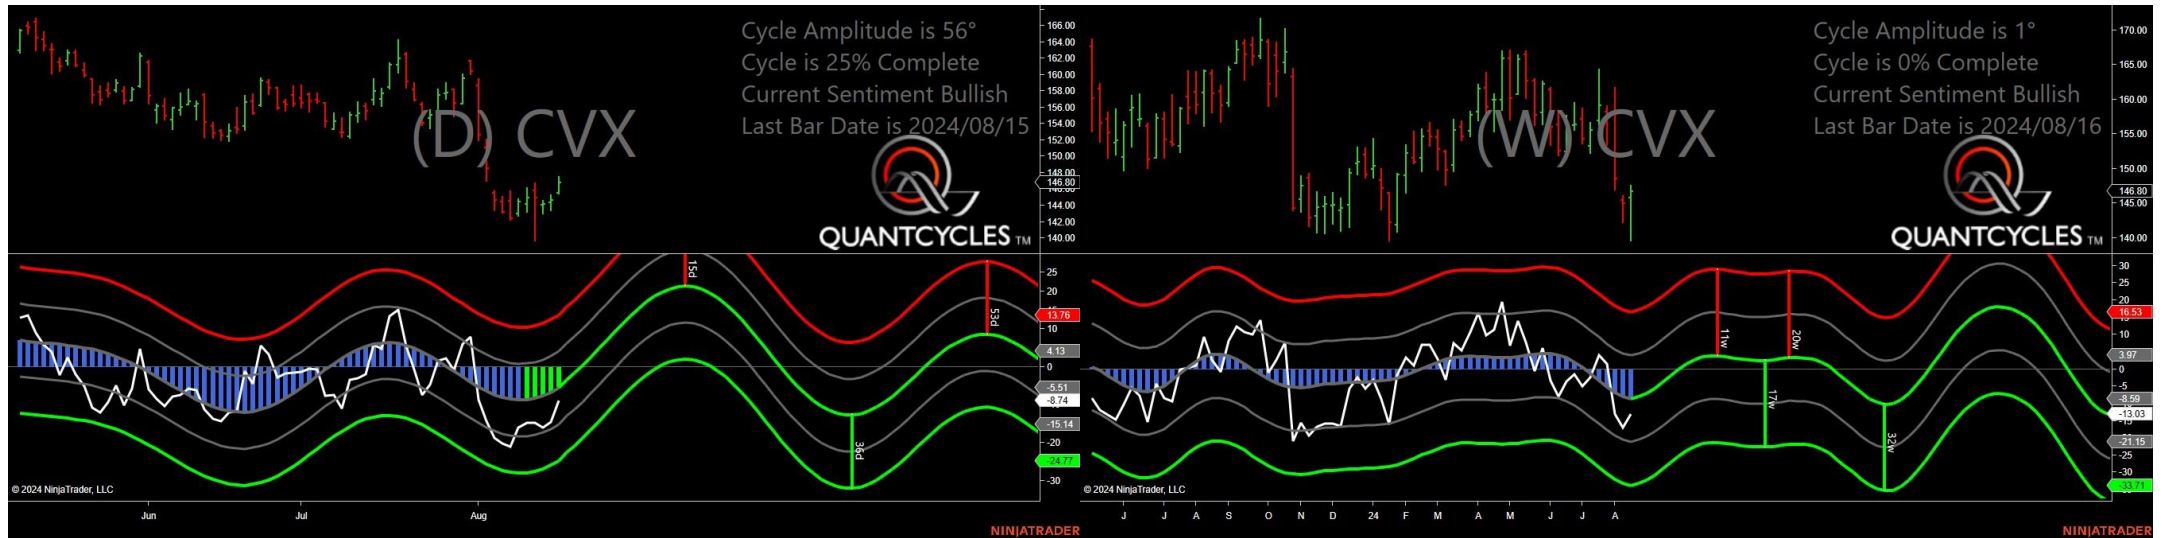 Cycle Amplitude is 56°
Cycle is 25% Complete
Current Sentiment Bullish
Last Bar Date is 2024/08/15
(D) CVX
QUANTCYCLES TM
166.00
164.00
162.00
160.00
158.00
156.00
154.00
152.00
150.00
148.00
146.80
144.00
142.00
140.00
15d
36d
53d
25
20
13.76
10
4.13
0
-5.51
-8.74
-15.14
-20
-24.77
-30
© 2024 NinjaTrader, LLC
Jun Jul Aug
NINJATRADER
Cycle Amplitude is 1°
Cycle is 0% Complete
Current Sentiment Bullish
Last Bar Date is 2024/08/16
(W) CVX
QUANTCYCLES TM
170.00
165.00
160.00
155.00
150.00
146.80
145.00
140.00
11w
20w
17w
32w
30
25
20
16.53
10
3.97
0
-5
-8.59
-13.03
-21.15
-25
-30
-33.71
© 2024 NinjaTrader, LLC
J J A S O N D 24 F M A M J J A
NINJATRADER